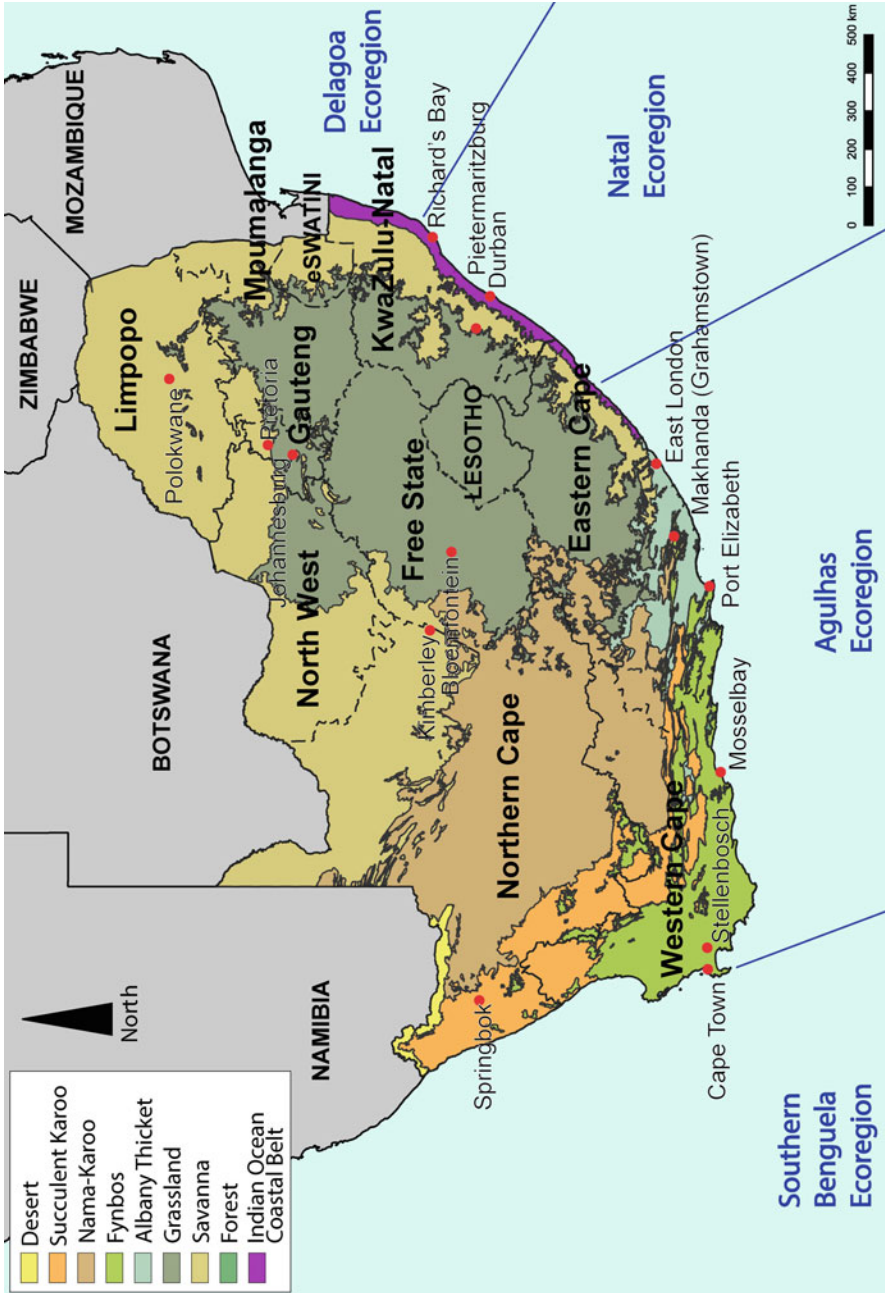 Desert
Succulent Karoo
Nama-Karoo
Fynbos
Albany Thicket
Grassland
Savanna
Forest
Indian Ocean
Coastal Belt
North
NAMIBIA
BOTSWANA
ZIMBABWE
MOZAMBIQUE
Limpopo
Polokwane
Mpumalanga
Pretoria
Johannesburg
Gauteng
eSWATINI
North West
KwaZulu-Natal
Free State
Kimberley
Bloemfontein
LESOTHO
Richard's Bay
Pietermaritzburg
Durban
Northern Cape
Springbok
Eastern Cape
East London
Makhanda (Grahamstown)
Port Elizabeth
Western Cape
Cape Town
Stellenbosch
Mosselbay
Delagoa
Ecoregion
Natal
Ecoregion
Agulhas
Ecoregion
Southern
Benguela
Ecoregion
0 100 200 300 400 500 km